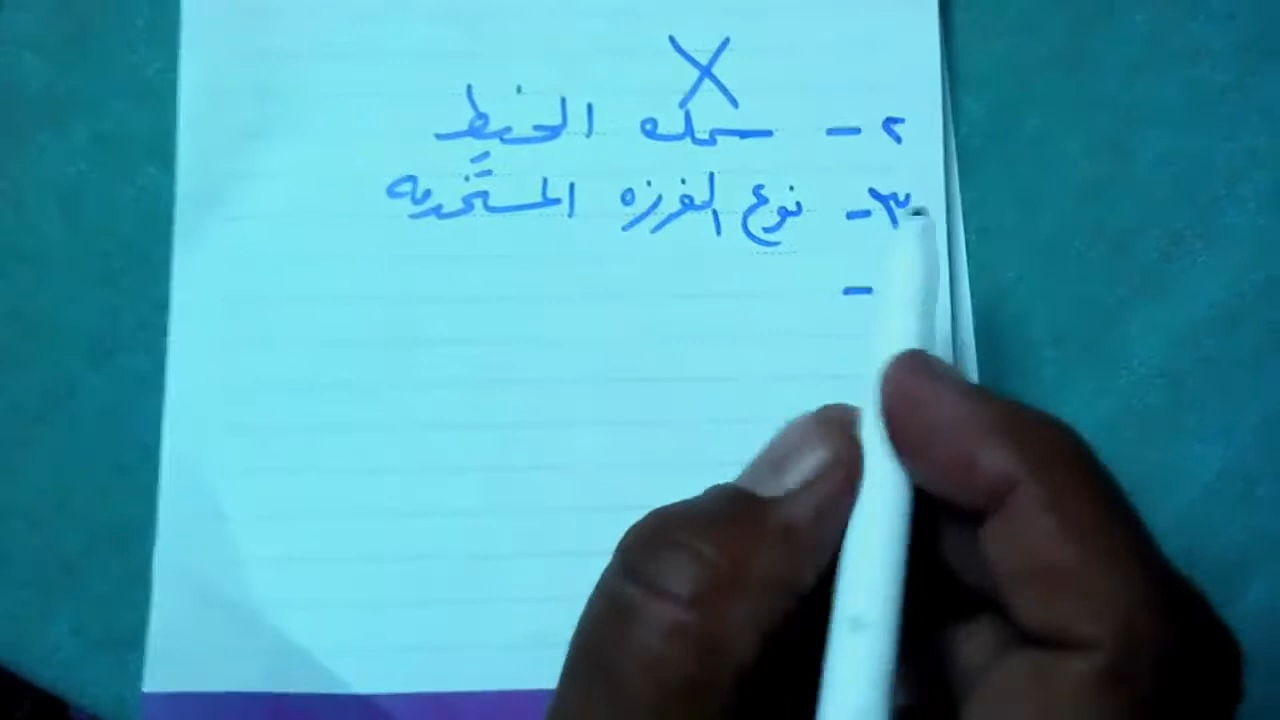 X
٢- سمك الخيط
٣- نوع الغرزه المستخدمه
-